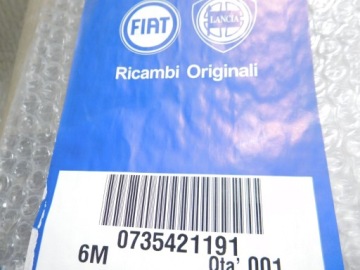 FIAT LANCIA
Ricambi Originali
0735421191
6M Qta' 001